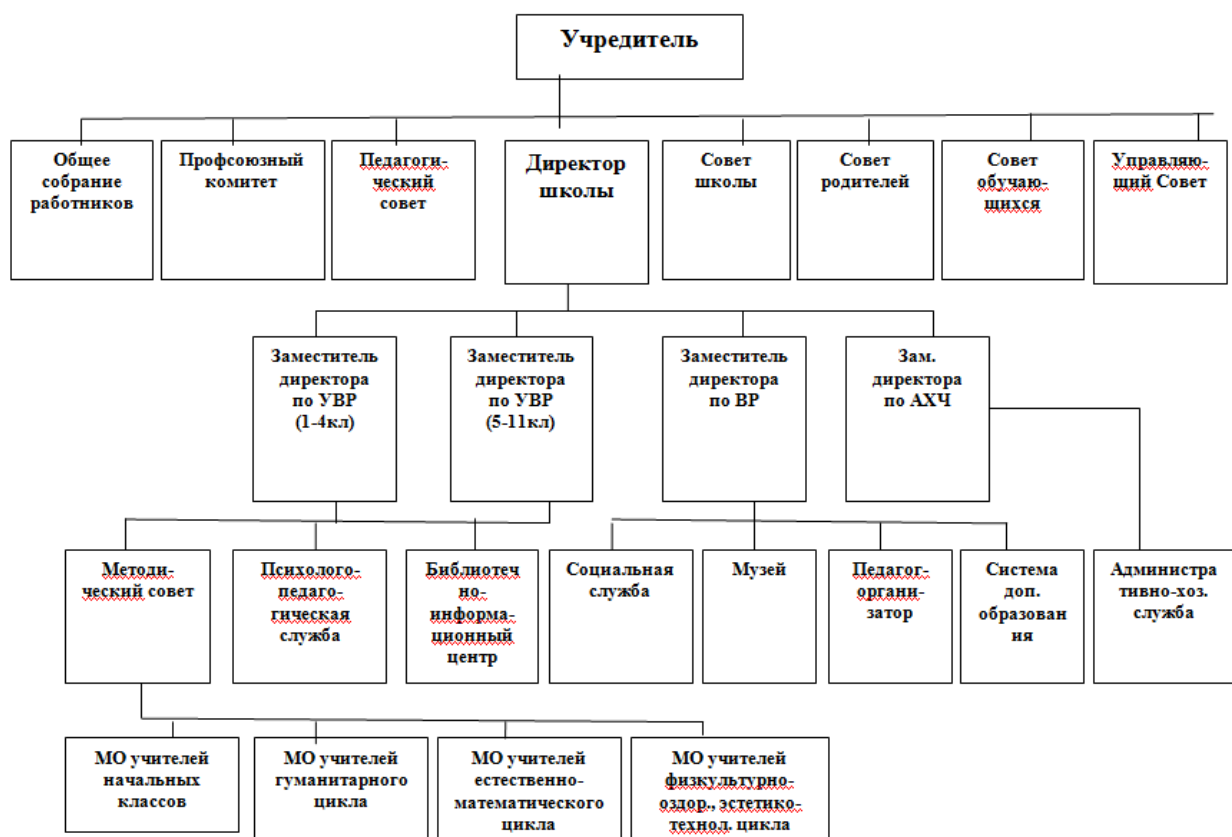 Учредитель
Общее
собрание
работников
Профсоюзный
комитет
Педагоги-
ческий
совет
Директор
школы
Совет
школы
Совет
родителей
Совет
обучаю-
щихся
Управляю-
щий Совет
Заместитель
директора
по УВР
(1-4кл)
Заместитель
директора
по УВР
(5-11кл)
Заместитель
директора
по ВР
Зам.
директора
по АХЧ
Методи-
ческий совет
Психолого-
педаго-
гическая
служба
Библиотеч
но-
информа-
ционный
центр
Социальная
служба
Музей
Педагог-
органи-
затор
Система
доп.
образован
ия
Администра
тивно-хоз.
служба
МО учителей
начальных
классов
МО учителей
гуманитарного
цикла
МО учителей
естественно-
математического
цикла
МО учителей
физкультурно-
оздор., эстетико-
технол. цикла